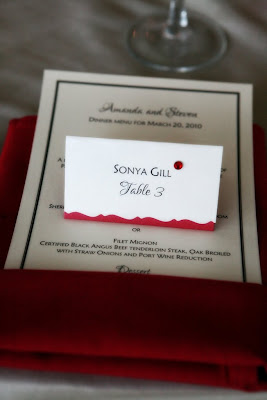 Amanda and Steven
Dinner menu for March 20, 2010
Sonya Gill
Table 3
or
Filet Mignon
Certified Black Angus Beef tenderloin Steak, Oak Broiled
with Straw Onions and Port Wine Reduction
Dessert